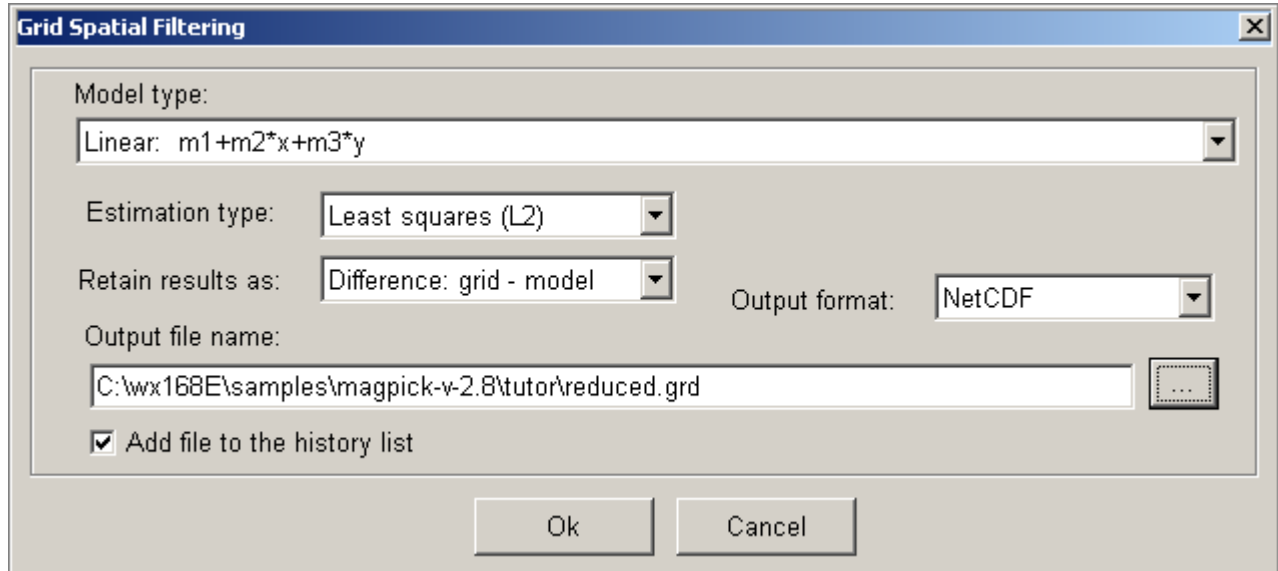 Grid Spatial Filtering
Model type:
Linear: m1+m2*x+m3*y
Estimation type:
Least squares (L2)
Retain results as:
Difference: grid - model
Output format:
NetCDF
Output file name:
C:\wx168E\samples\magpick-v-2.8\tutor\reduced.grd
...
Add file to the history list
Ok
Cancel